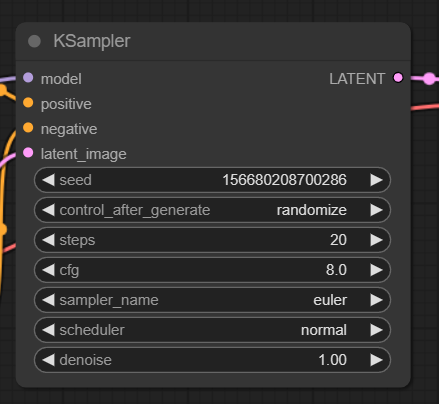 KSampler
model LATENT
positive
negative
latent_image
seed 156680208700286
control_after_generate randomize
steps 20
cfg 8.0
sampler_name euler
scheduler normal
denoise 1.00